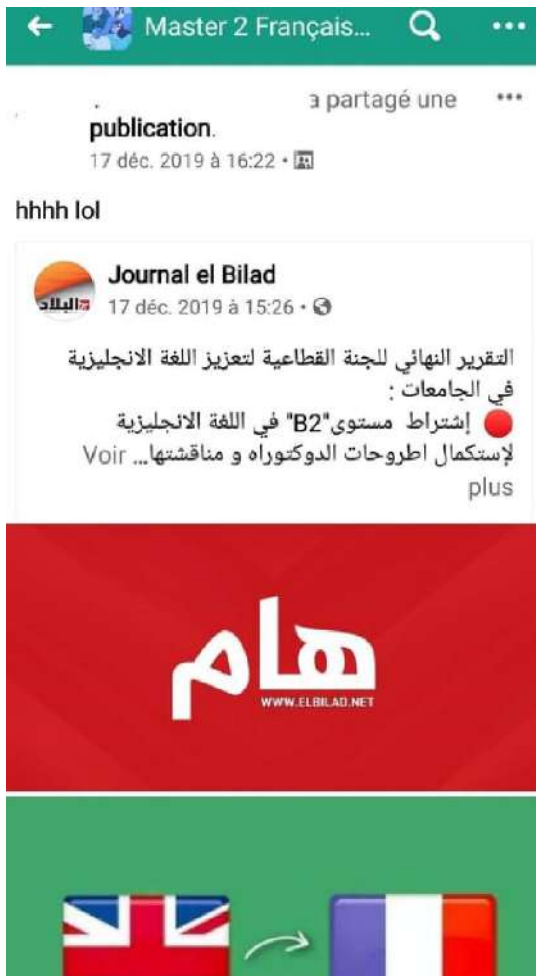 Master 2 Français...
a partagé une
publication.
17 déc. 2019 à 16:22
hhhh lol
Journal el Bilad
البلاد
17 déc. 2019 à 15:26
التقرير النهائي للجنة القطاعية لتعزيز اللغة الانجليزية
في الجامعات :
إشتراط مستوى"B2" في اللغة الانجليزية
لإستكمال اطروحات الدوكتوراه و مناقشتها... Voir
plus
هام
WWW.ELBILAD.NET